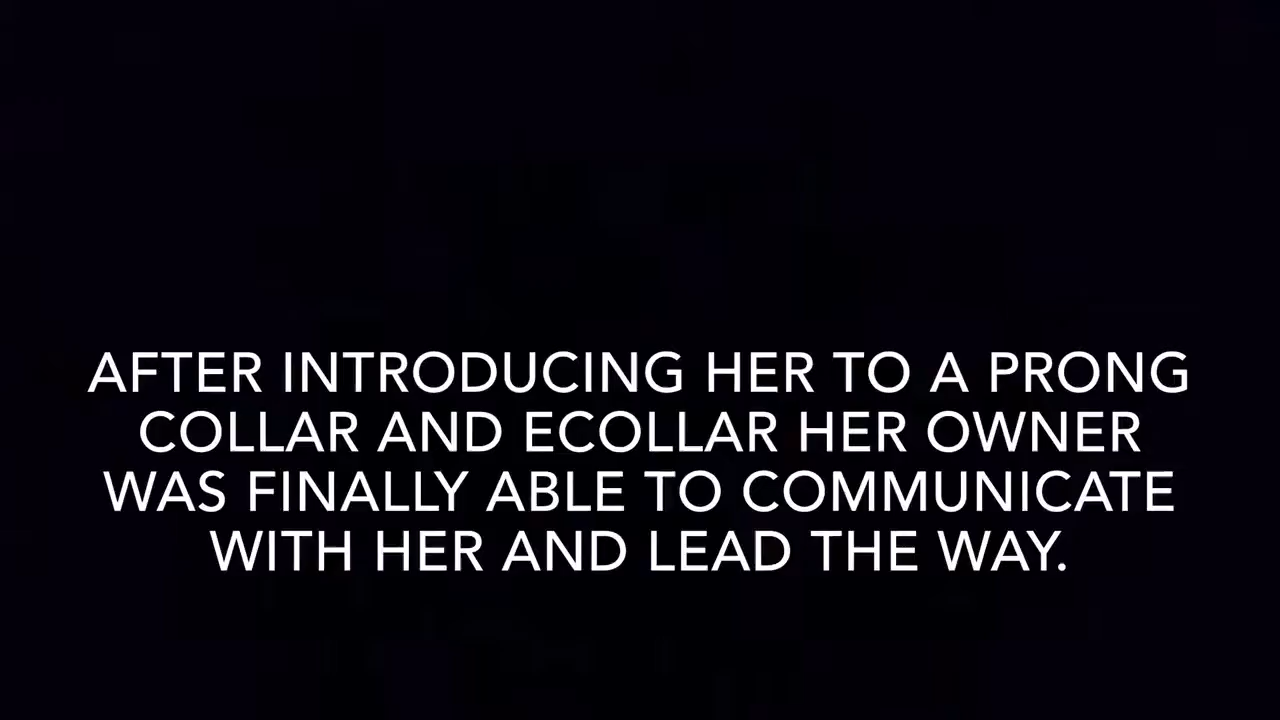 AFTER INTRODUCING HER TO A PRONG
COLLAR AND ECOLLAR HER OWNER
WAS FINALLY ABLE TO COMMUNICATE
WITH HER AND LEAD THE WAY.